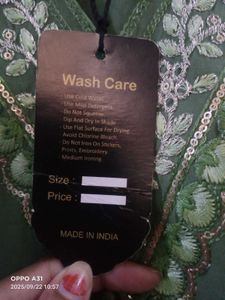 Wash Care
- Use Cold Water.
- Use Mild Detergent.
- Do Not Squeeze,
Dip And Dry In Shade
- Use Flat Surface For Drying
Avoid Chlorine Bleach.
- Do Not Iron On Stickers,
Prints, Embroidery.
- Medium Ironing
Size :
Price :
MADE IN INDIA
OPPO A31
2025/09/22 10:57